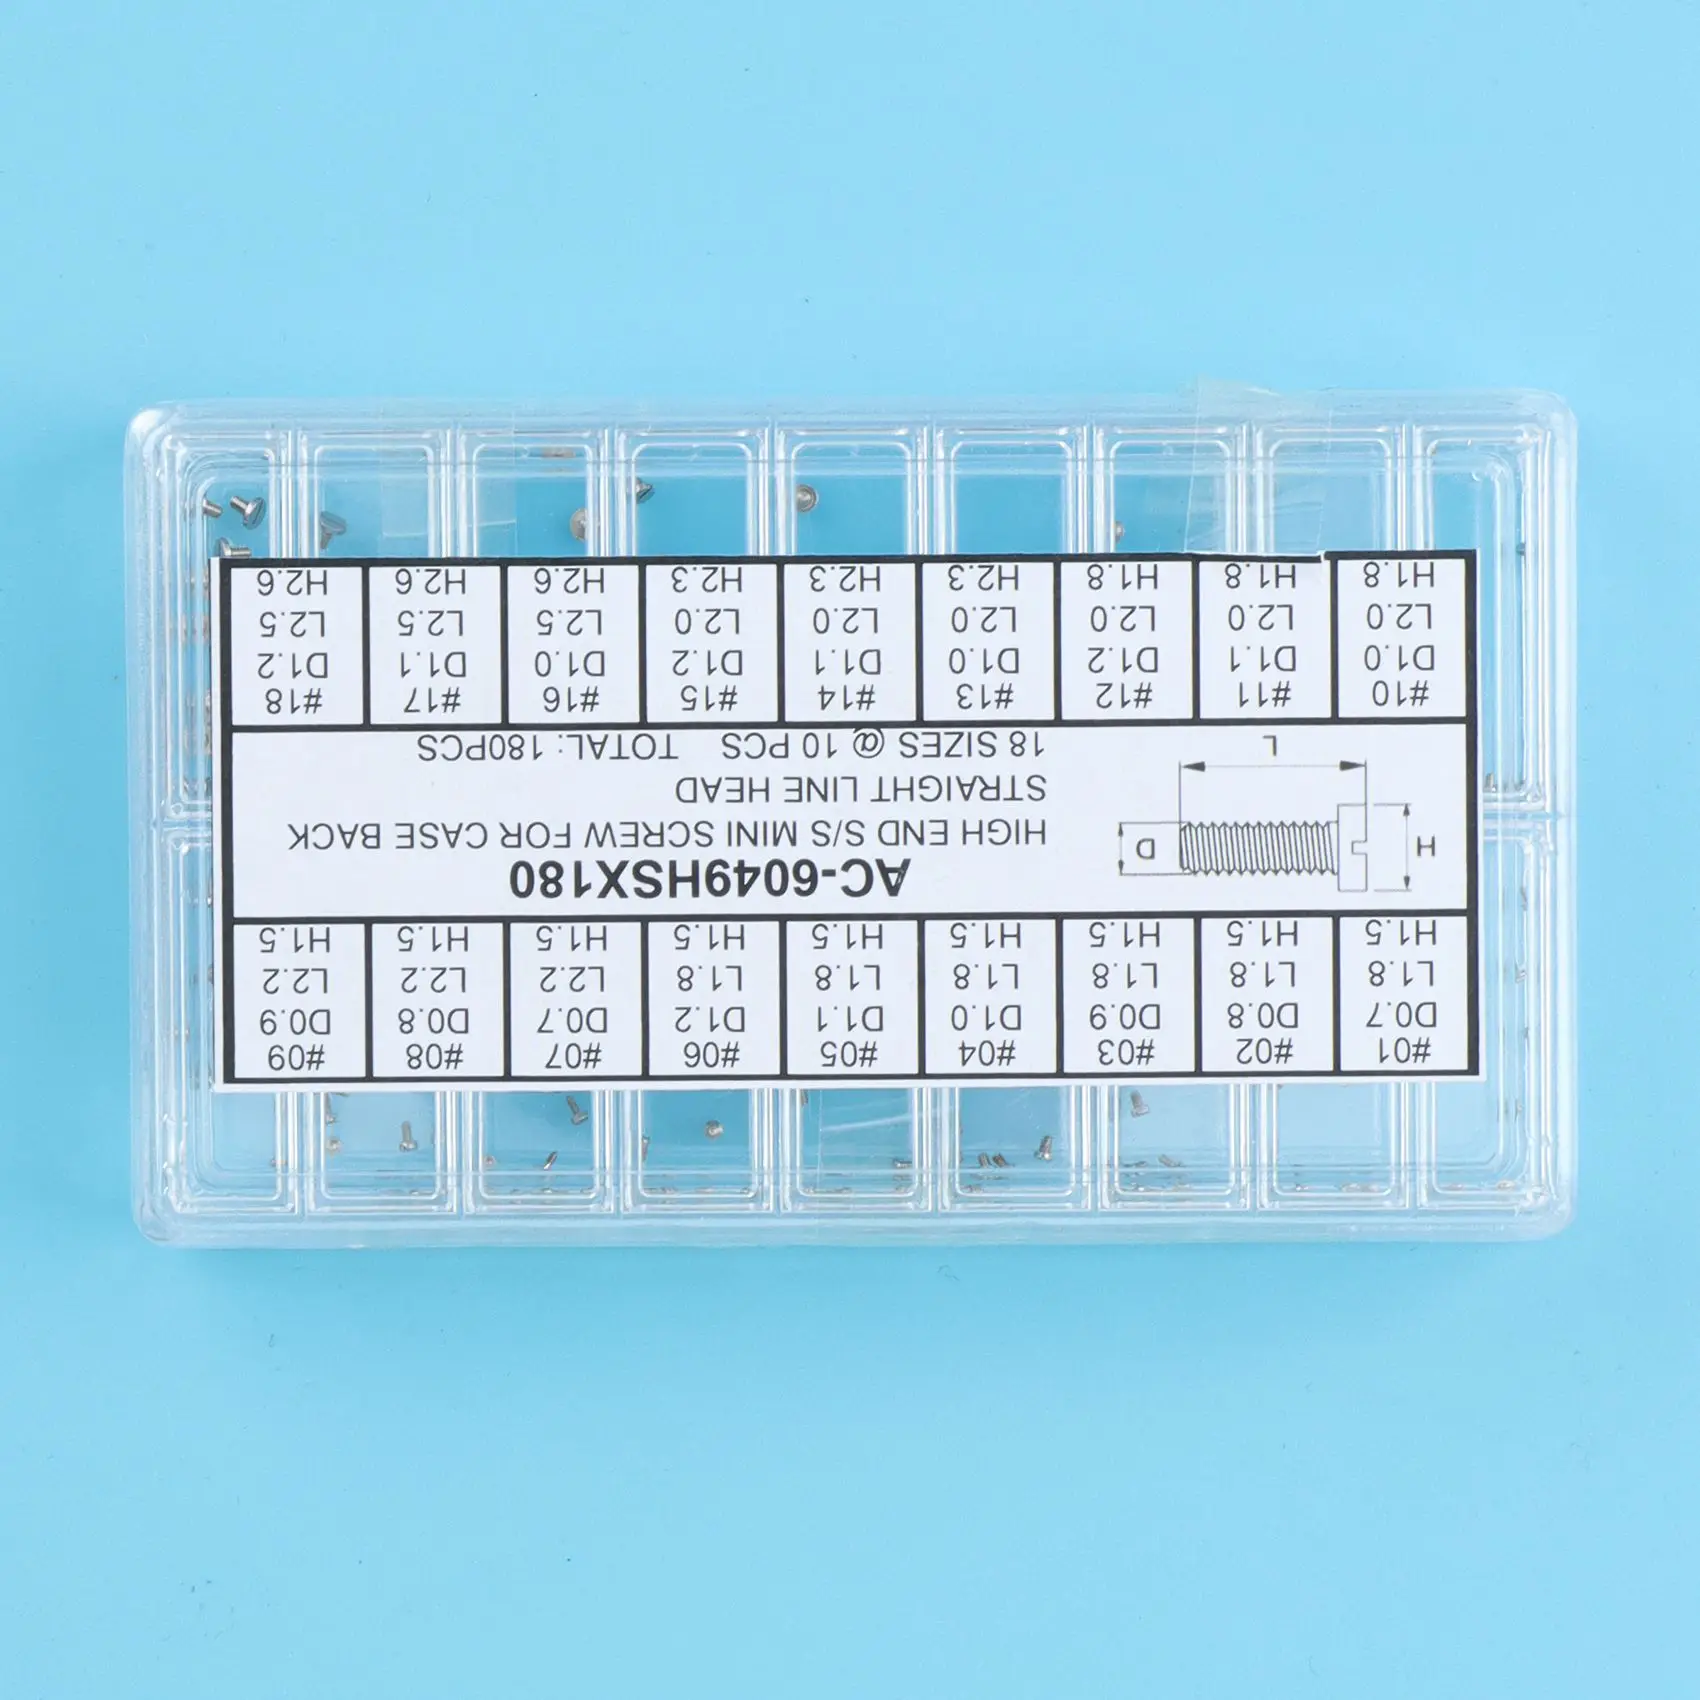 #01 #02 #03 #04 #05 #06 #07 #08 #09
D0.7 D0.8 D0.9 D1.0 D1.1 D1.2 D0.7 D0.8 D0.9
L1.8 L1.8 L1.8 L1.8 L1.8 L1.8 L2.2 L2.2 L2.2
H1.5 H1.5 H1.5 H1.5 H1.5 H1.5 H1.5 H1.5 H1.5
AC-6049HSX180
HIGH END S/S MINI SCREW FOR CASE BACK
STRAIGHT LINE HEAD
18 SIZES @ 10 PCS TOTAL: 180PCS
H
D
L
#10 #11 #12 #13 #14 #15 #16 #17 #18
D1.0 D1.1 D1.2 D1.0 D1.1 D1.2 D1.0 D1.1 D1.2
L2.0 L2.0 L2.0 L2.0 L2.0 L2.0 L2.5 L2.5 L2.5
H1.8 H1.8 H1.8 H2.3 H2.3 H2.3 H2.6 H2.6 H2.6